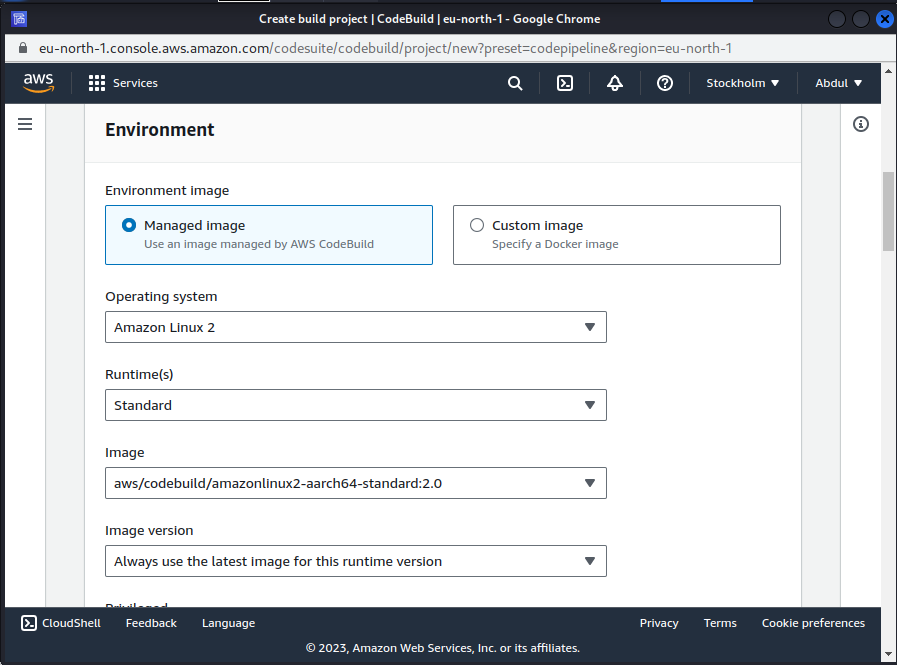 Create build project | CodeBuild | eu-north-1 - Google Chrome
eu-north-1.console.aws.amazon.com/codesuite/codebuild/project/new?preset=codepipeline&region=eu-north-1
aws Services Stockholm Abdul
Environment
Environment image
Managed image
Use an image managed by AWS CodeBuild
Custom image
Specify a Docker image
Operating system
Amazon Linux 2
Runtime(s)
Standard
Image
aws/codebuild/amazonlinux2-aarch64-standard:2.0
Image version
Always use the latest image for this runtime version
Privileged
CloudShell Feedback Language Privacy Terms Cookie preferences
© 2023, Amazon Web Services, Inc. or its affiliates.